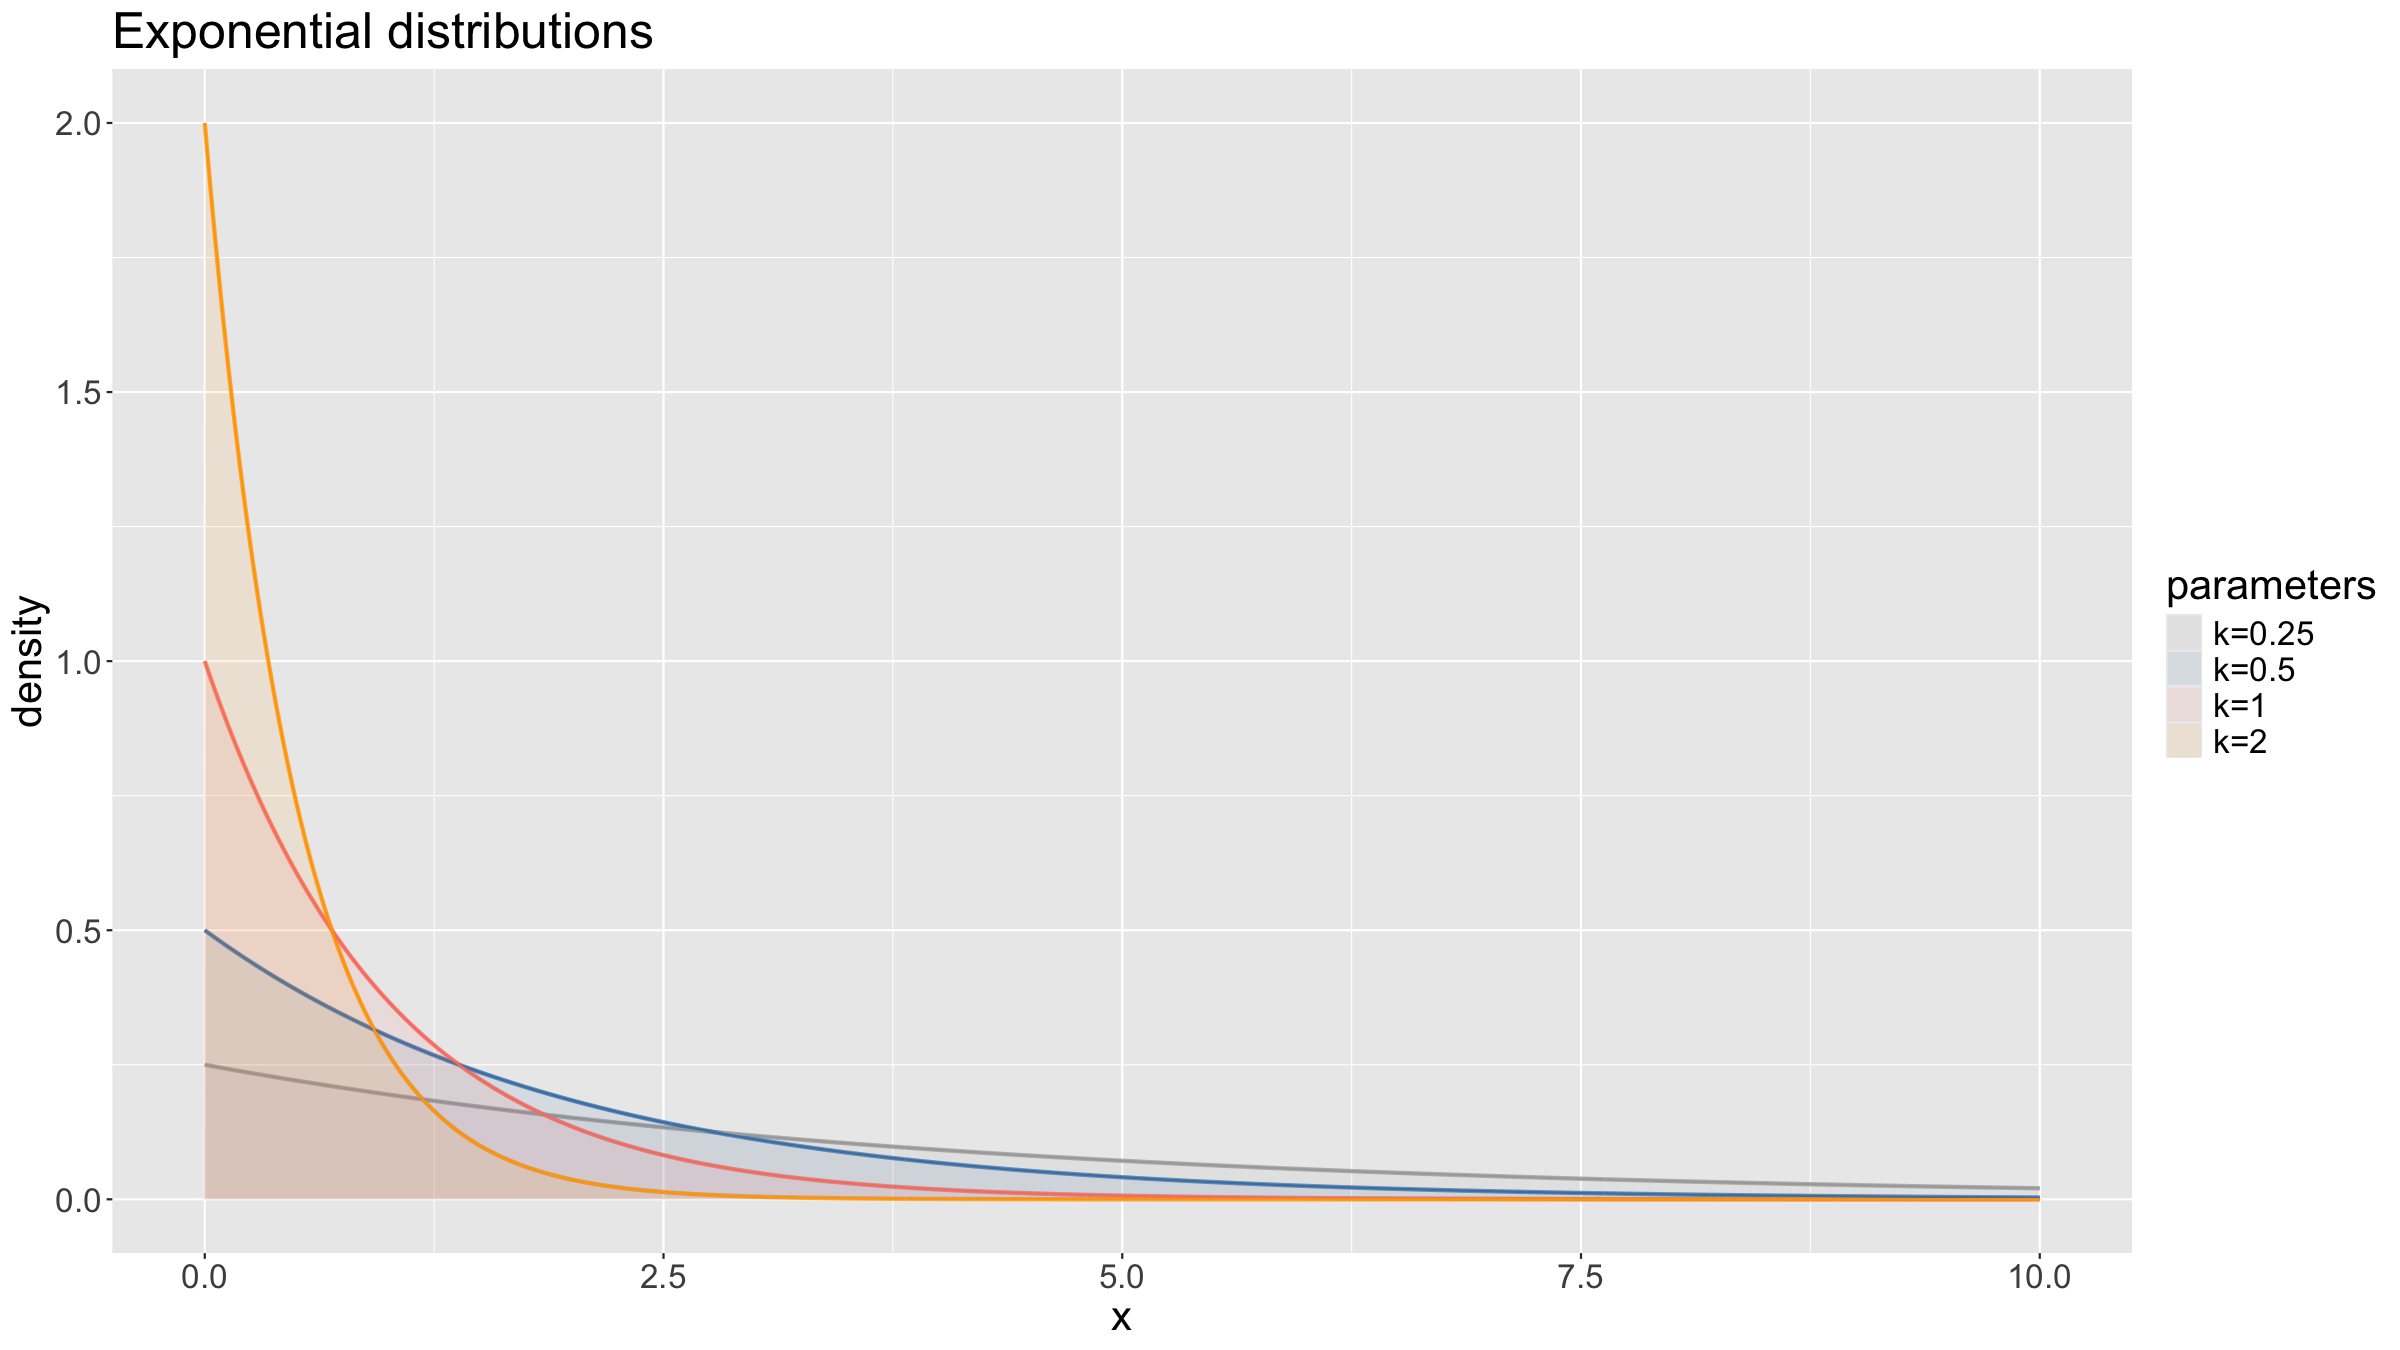 Exponential distributions
density
2.0
1.5
1.0
0.5
0.0
0.0 2.5 5.0 7.5 10.0
x
parameters
k=0.25
k=0.5
k=1
k=2